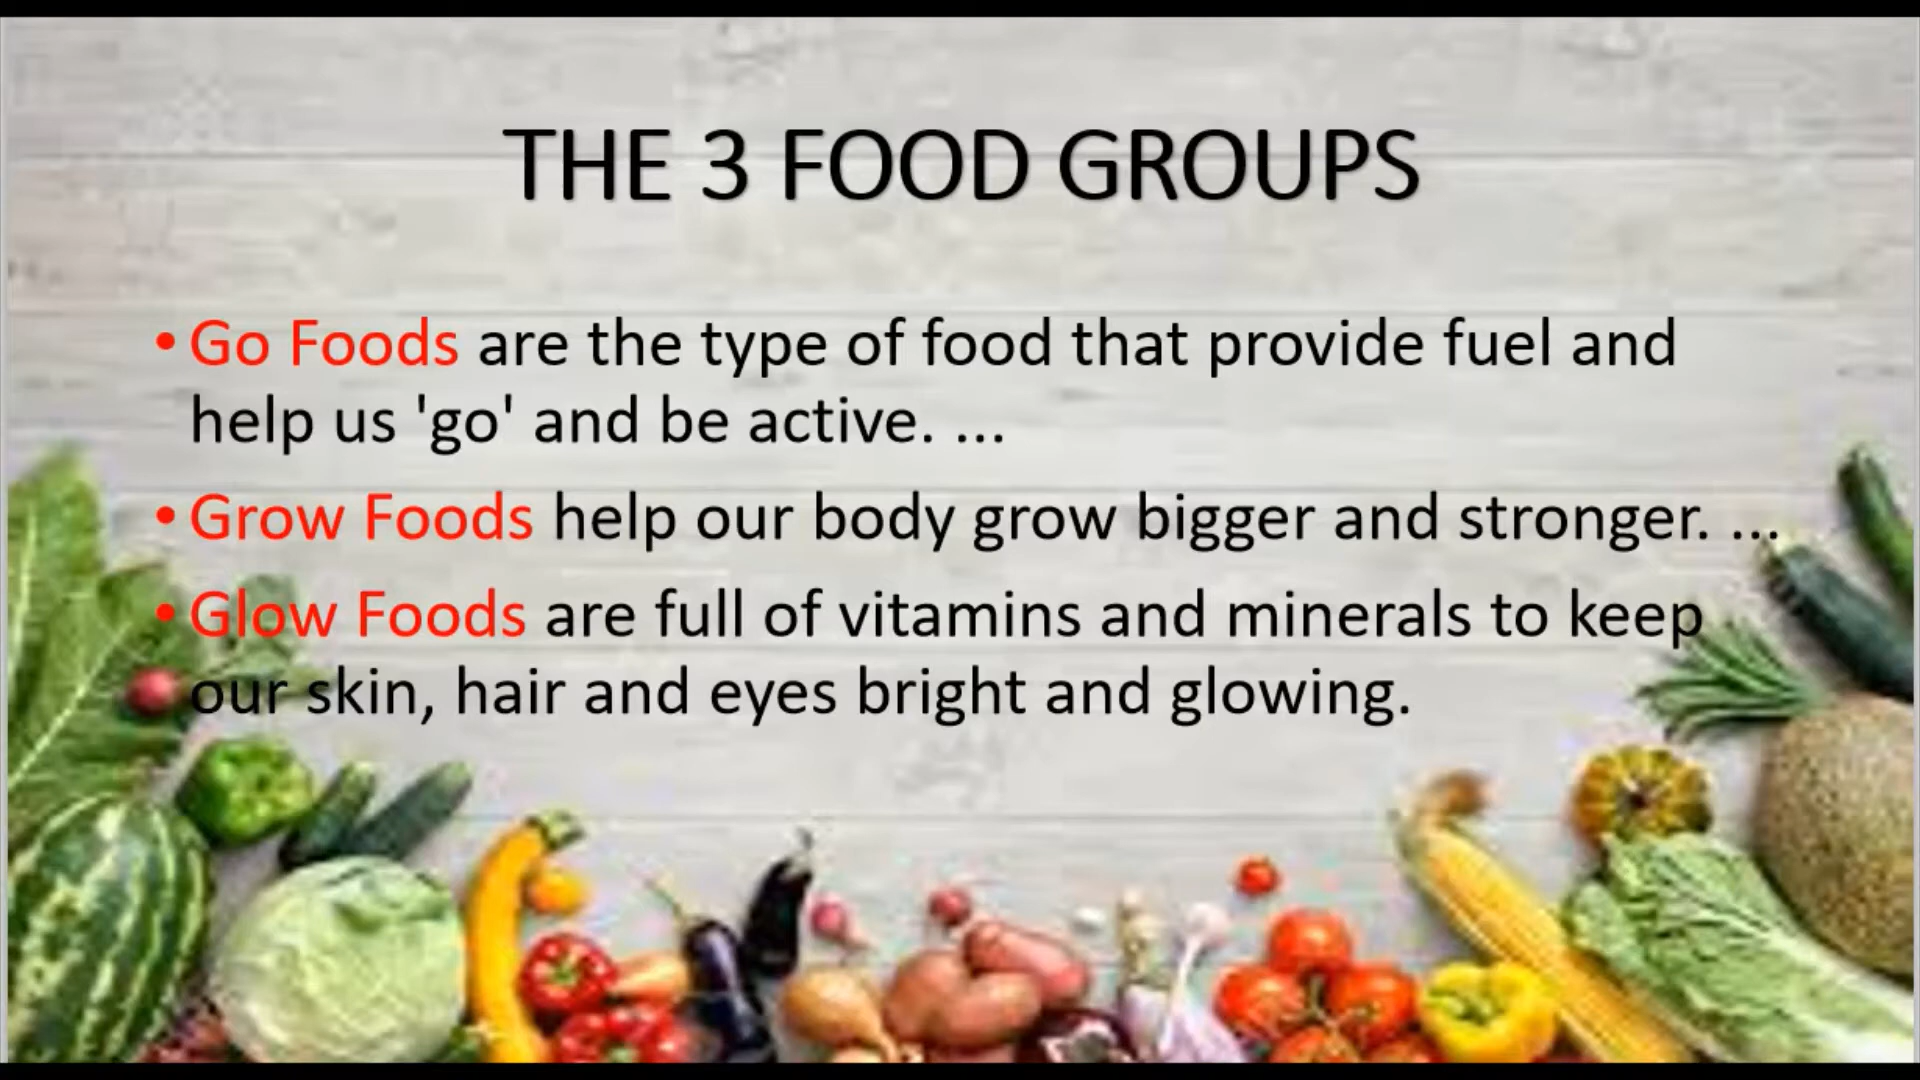 THE 3 FOOD GROUPS
• Go Foods are the type of food that provide fuel and
help us 'go' and be active. ...
• Grow Foods help our body grow bigger and stronger. ...
• Glow Foods are full of vitamins and minerals to keep
our skin, hair and eyes bright and glowing.